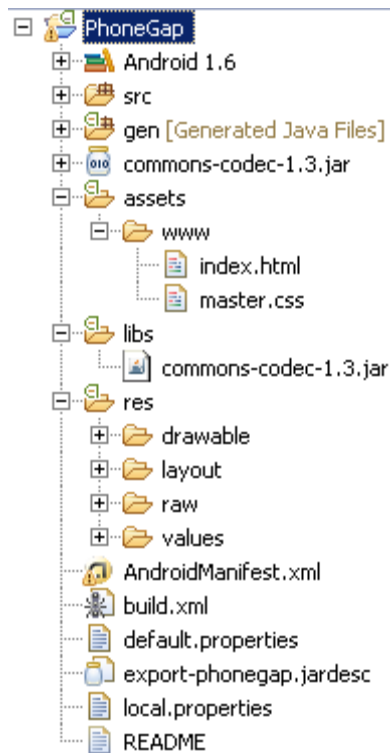 PhoneGap
Android 1.6
src
gen [Generated Java Files]
commons-codec-1.3.jar
assets
www
index.html
master.css
libs
commons-codec-1.3.jar
res
drawable
layout
raw
values
AndroidManifest.xml
build.xml
default.properties
export-phonegap.jardesc
local.properties
README